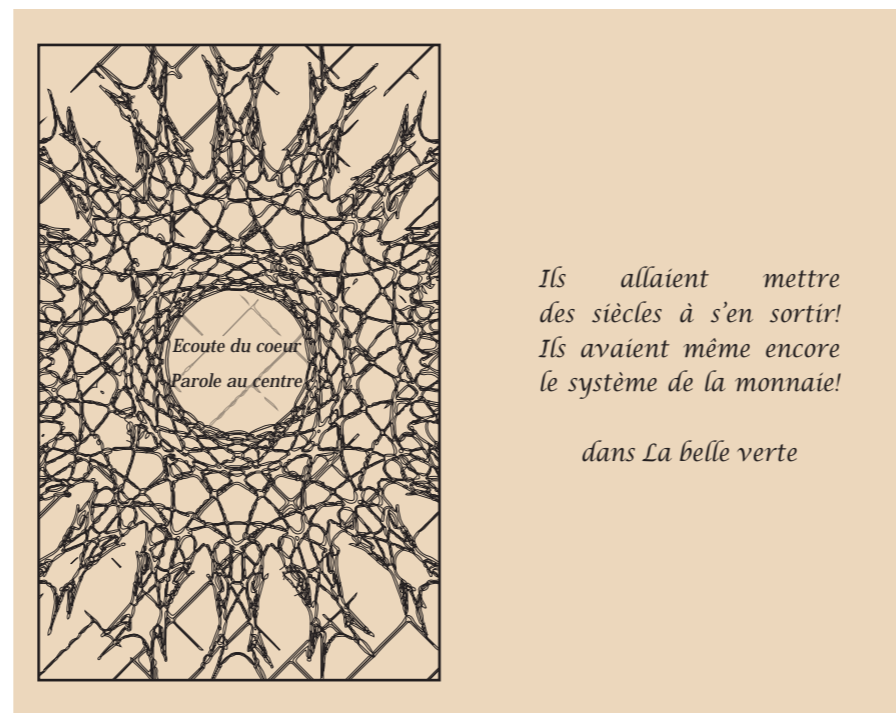 Ecoute du coeur
Parole au centre
Ils allaient mettre
des siècles à s'en sortir!
Ils avaient même encore
le système de la monnaie!
dans La belle verte